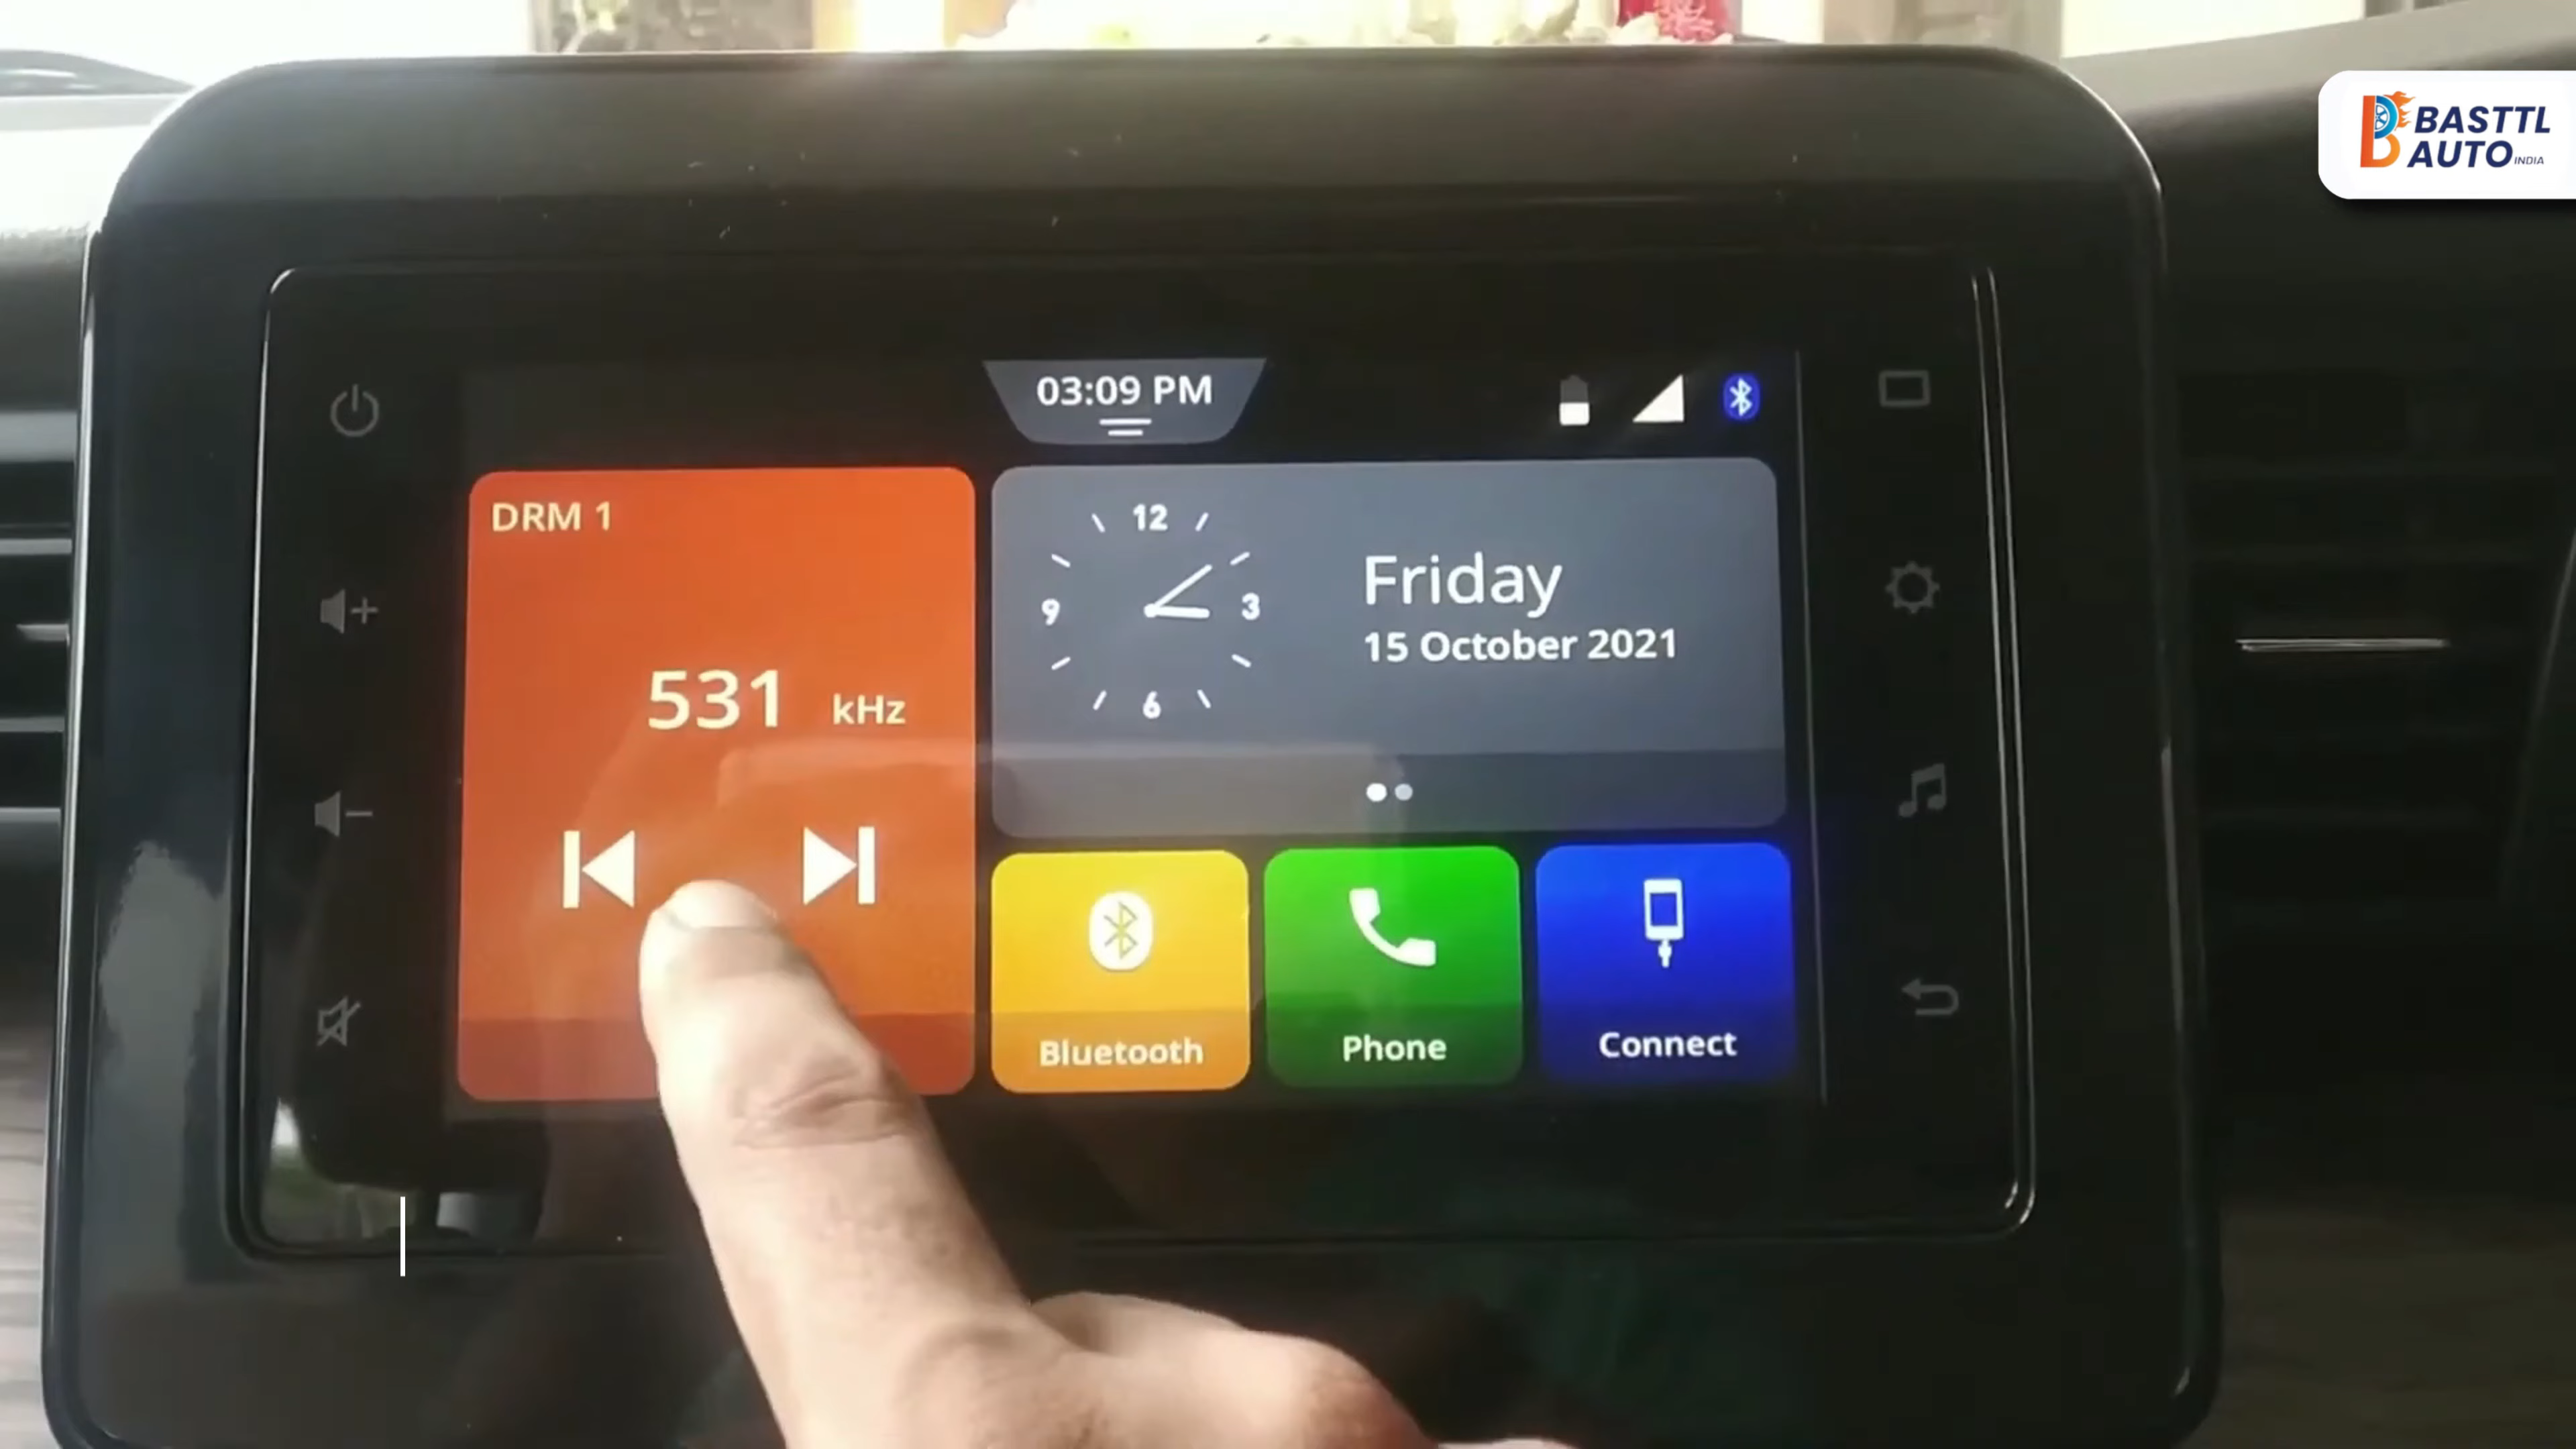 BASTTL
AUTO INDIA
03:09 PM
DRM 1
531 kHz
12
9
3
6
Friday
15 October 2021
Bluetooth
Phone
Connect